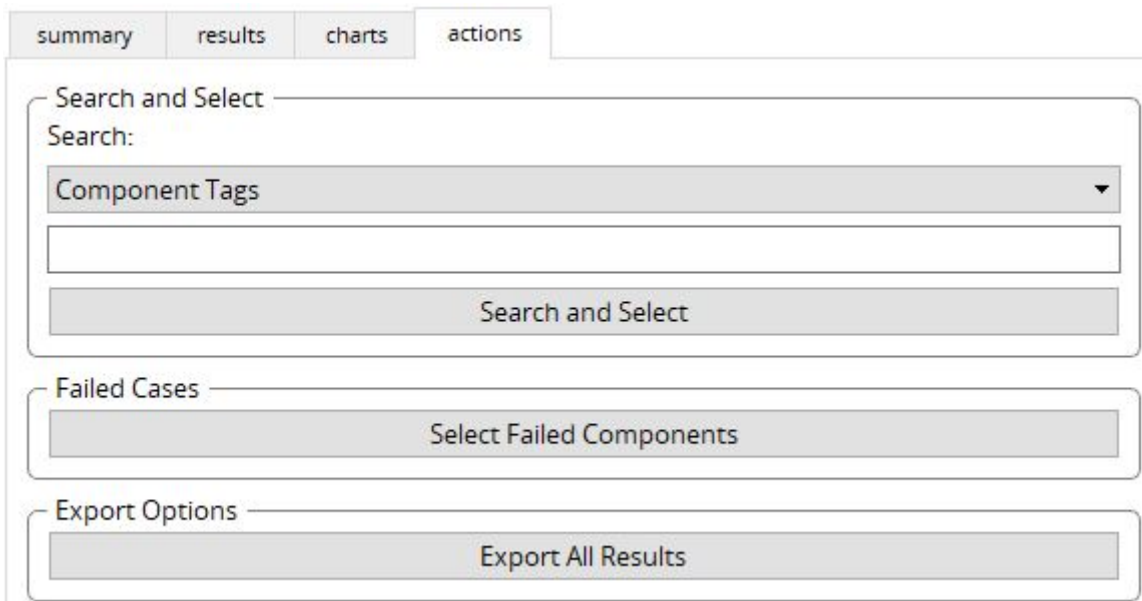 summary results charts actions
Search and Select
Search:
Component Tags
Search and Select
Failed Cases
Select Failed Components
Export Options
Export All Results